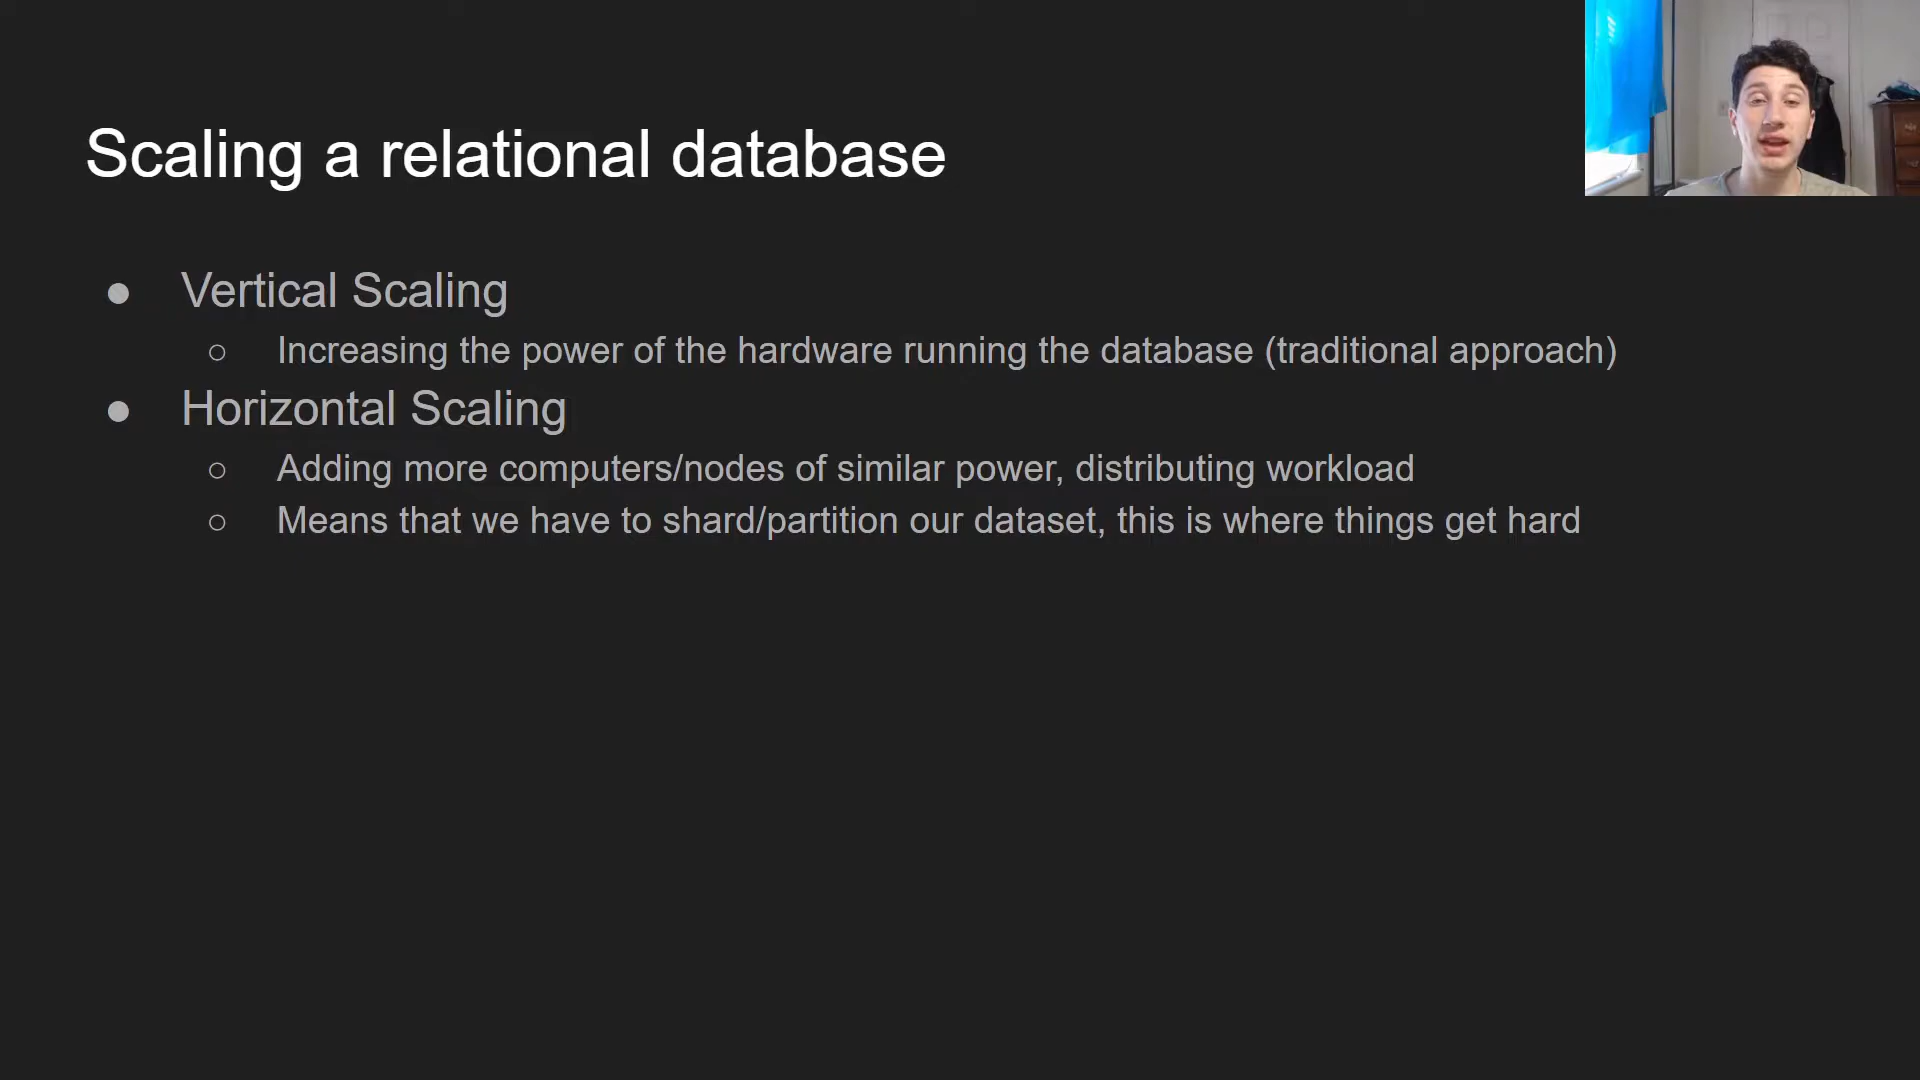 Scaling a relational database
● Vertical Scaling
○ Increasing the power of the hardware running the database (traditional approach)
● Horizontal Scaling
○ Adding more computers/nodes of similar power, distributing workload
○ Means that we have to shard/partition our dataset, this is where things get hard